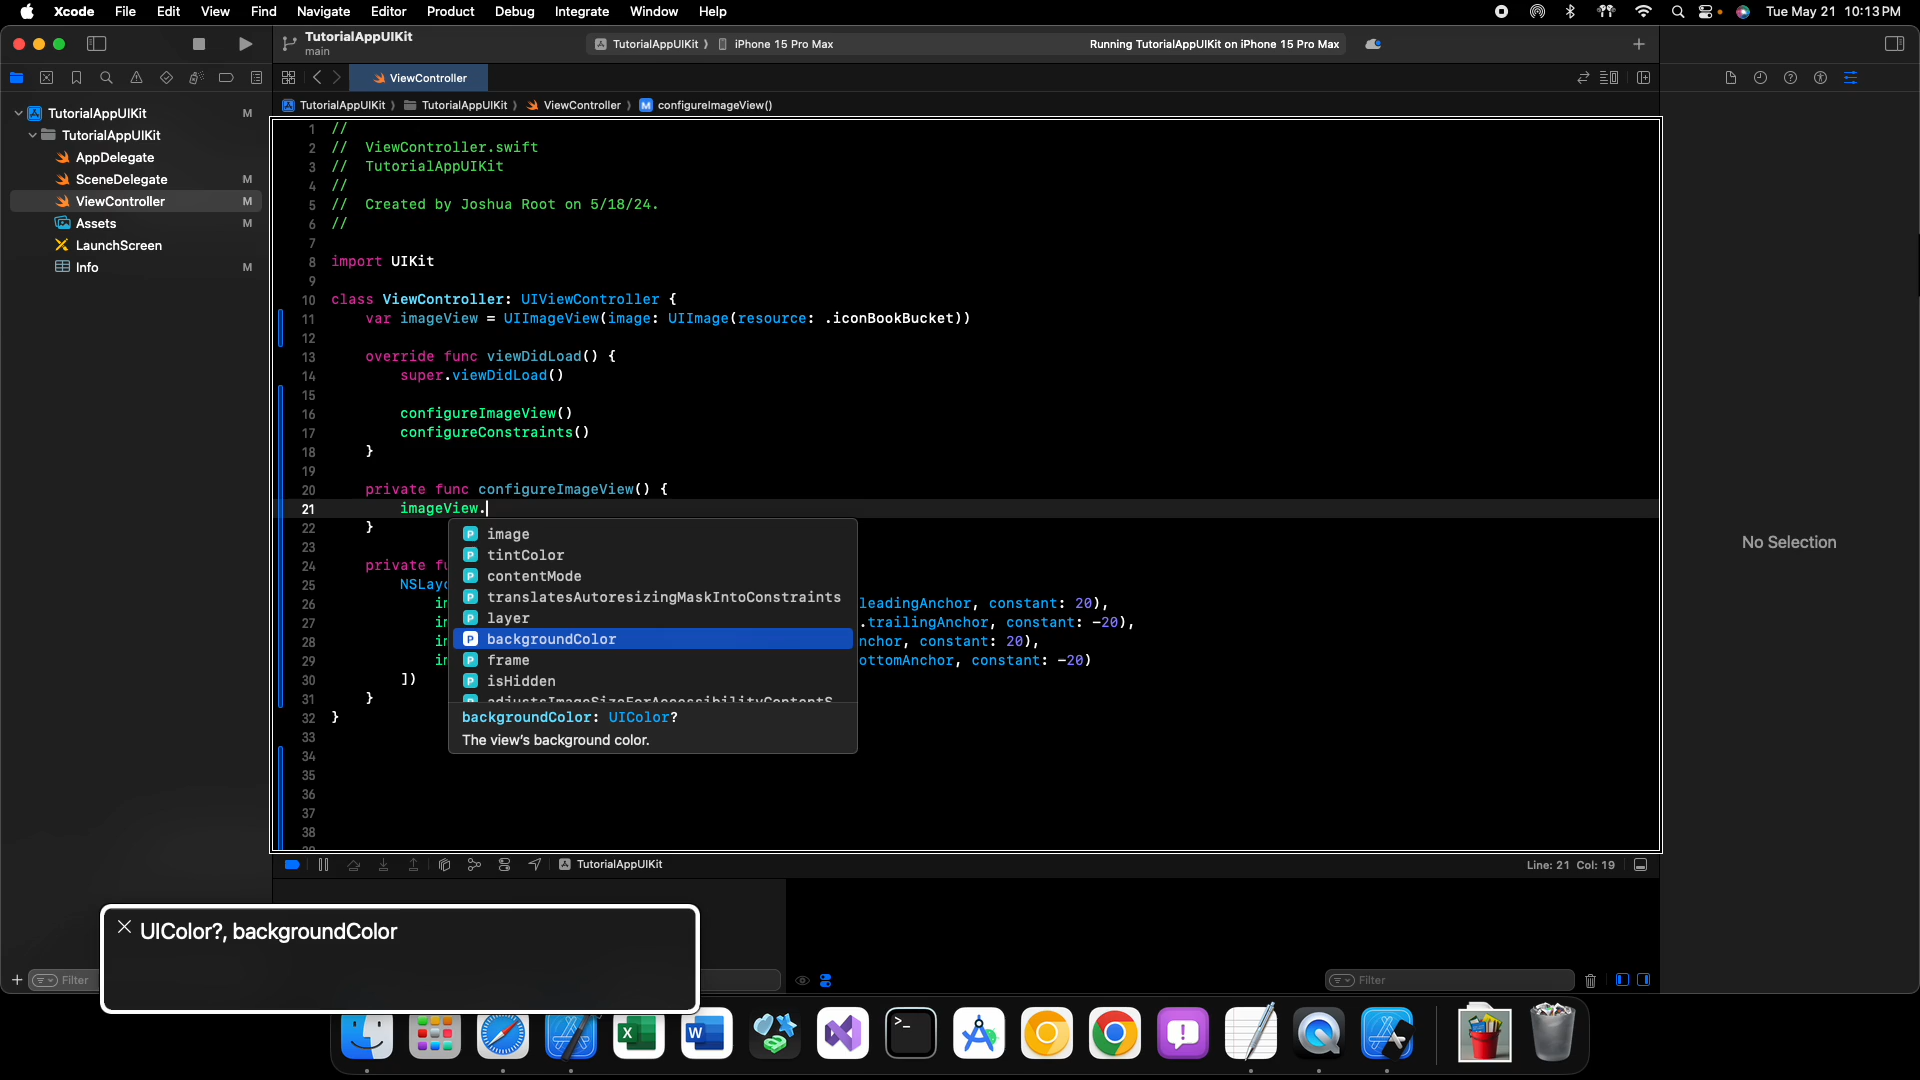 Xcode File Edit View Find Navigate Editor Product Debug Integrate Window Help Tue May 21 10:13 PM
TutorialAppUIKit
main
TutorialAppUIKit iPhone 15 Pro Max Running TutorialAppUIKit on iPhone 15 Pro Max
ViewController
TutorialAppUIKit TutorialAppUIKit ViewController M configureImageView()
TutorialAppUIKit M
TutorialAppUIKit
AppDelegate
SceneDelegate M
ViewController M
Assets M
LaunchScreen
Info M
1 //
2 // ViewController.swift
3 // TutorialAppUIKit
4 //
5 // Created by Joshua Root on 5/18/24.
6 //
7
8 import UIKit
9
10 class ViewController: UIViewController {
11 var imageView = UIImageView(image: UIImage(resource: .iconBookBucket))
12
13 override func viewDidLoad() {
14 super.viewDidLoad()
15
16 configureImageView()
17 configureConstraints()
18 }
19
20 private func configureImageView() {
21 imageView.
22 }
23
24 private fu
25 NSLayo
26 leadingAnchor, constant: 20),
27 .trailingAnchor, constant: -20),
28 nchor, constant: 20),
29 ottomAnchor, constant: -20)
30 ])
31 }
32 }
33
34
35
36
37
38
P image
P tintColor
P contentMode
P translatesAutoresizingMaskIntoConstraints
P layer
P backgroundColor
P frame
P isHidden
backgroundColor: UIColor?
The view's background color.
No Selection
TutorialAppUIKit Line: 21 Col: 19
UIColor?, backgroundColor
Filter
Filter